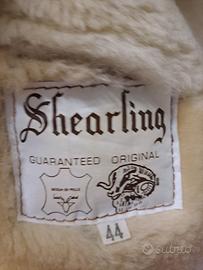 Shearling
GUARANTEED ORIGINAL
44
subito